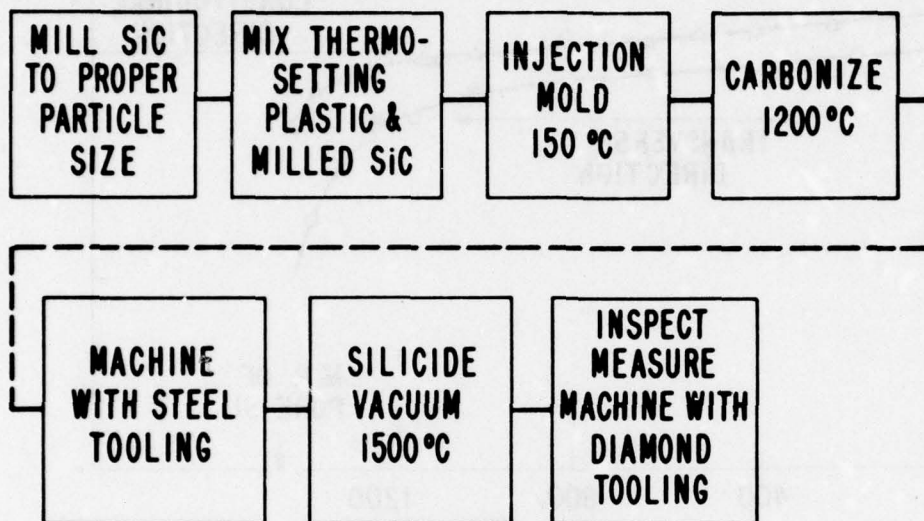 MILL SiC
TO PROPER
PARTICLE
SIZE
MIX THERMO-
SETTING
PLASTIC &
MILLED SiC
INJECTION
MOLD
150 °C
CARBONIZE
1200 °C
MACHINE
WITH STEEL
TOOLING
SILICIDE
VACUUM
1500 °C
INSPECT
MEASURE
MACHINE WITH
DIAMOND
TOOLING